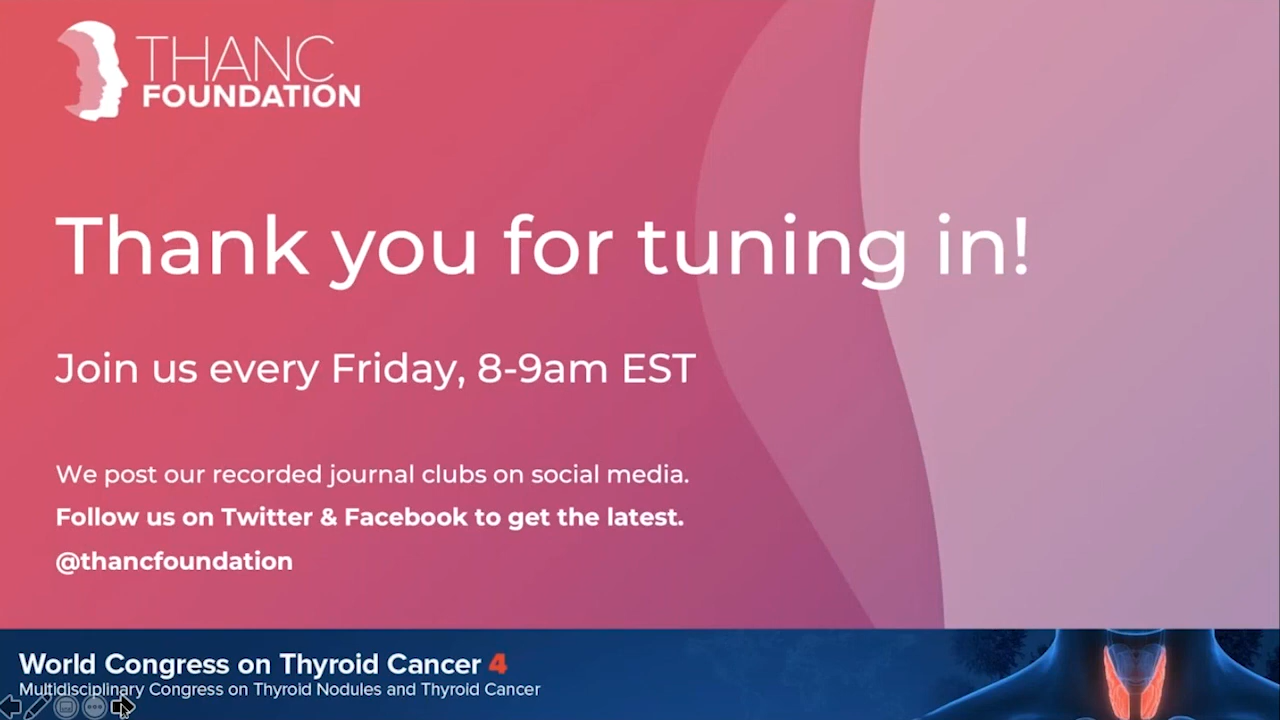 THANC
FOUNDATION
Thank you for tuning in!
Join us every Friday, 8-9am EST
We post our recorded journal clubs on social media.
Follow us on Twitter & Facebook to get the latest.
@thancfoundation
World Congress on Thyroid Cancer 4
Multidisciplinary Congress on Thyroid Nodules and Thyroid Cancer